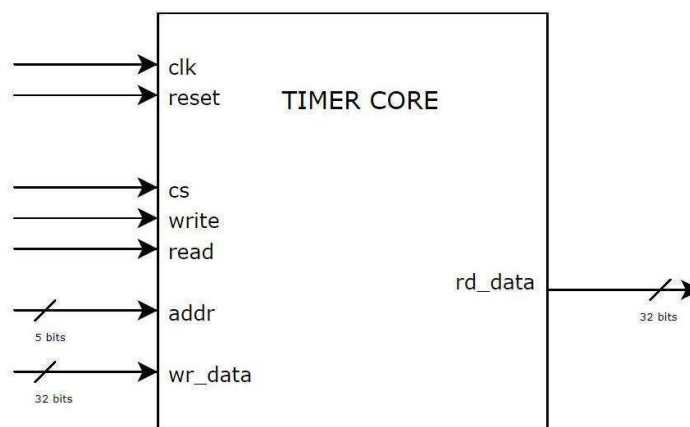 clk
reset
TIMER CORE
cs
write
read
rd_data
addr
5 bits
32 bits
wr_data
32 bits